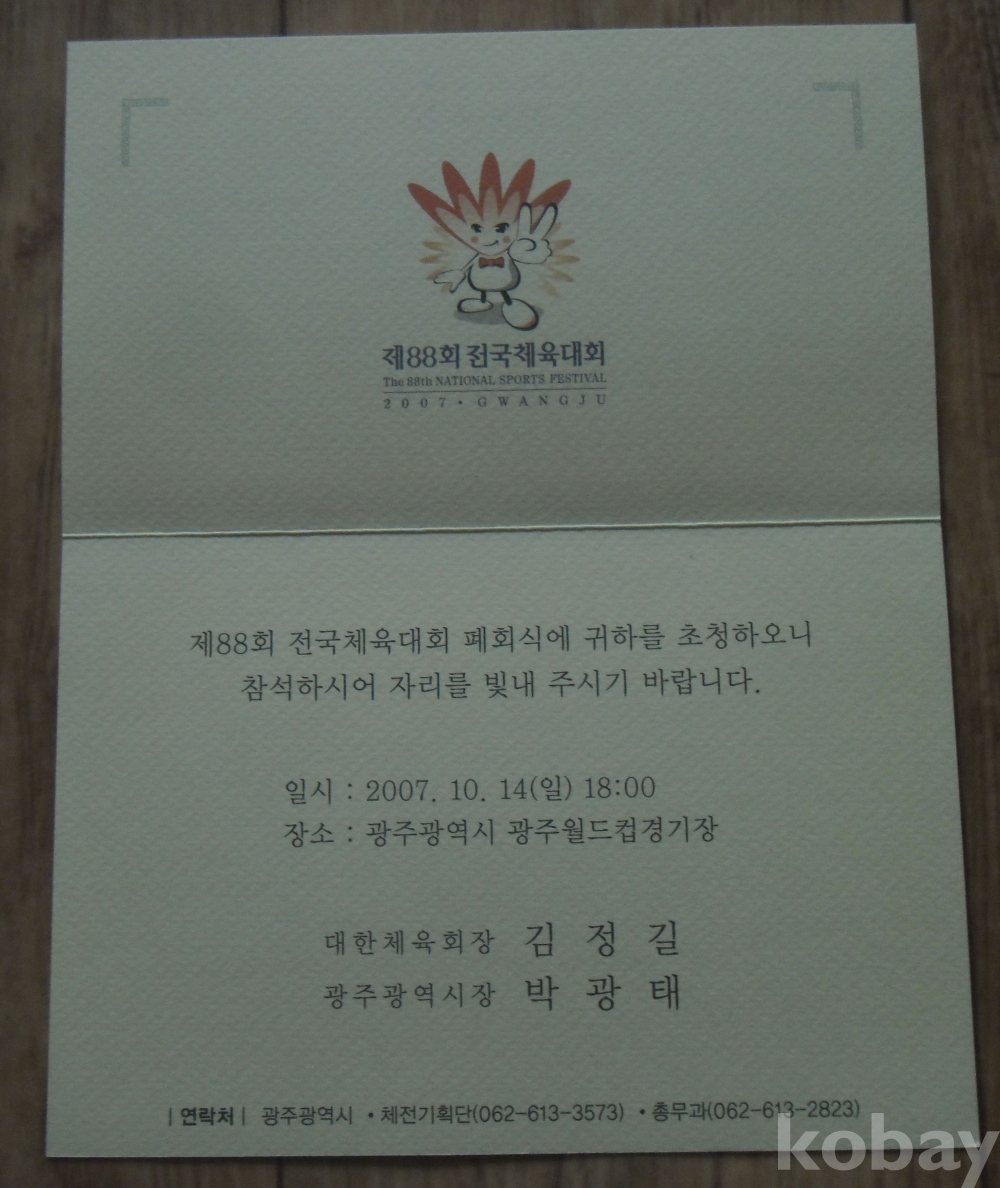 제88회 전국체육대회
The 88th NATIONAL SPORTS FESTIVAL
2007 · GWANGJU
제88회 전국체육대회 폐회식에 귀하를 초청하오니
참석하시어 자리를 빛내 주시기 바랍니다.
일시 : 2007. 10. 14(일) 18:00
장소 : 광주광역시 광주월드컵경기장
대한체육회장 김 정 길
광주광역시장 박 광 태
| 연락처 | 광주광역시 • 체전기획단(062-613-3573) • 총무과(062-613-2823)
kobay